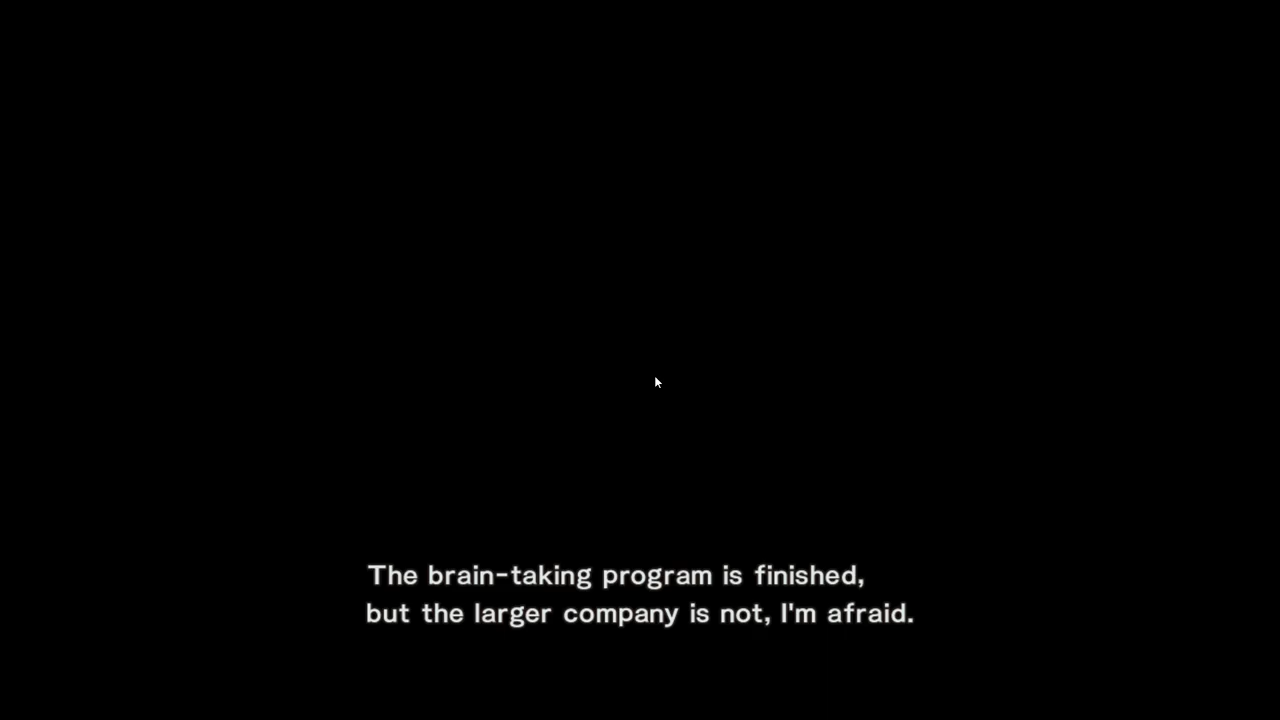 The brain-taking program is finished,
but the larger company is not, I'm afraid.